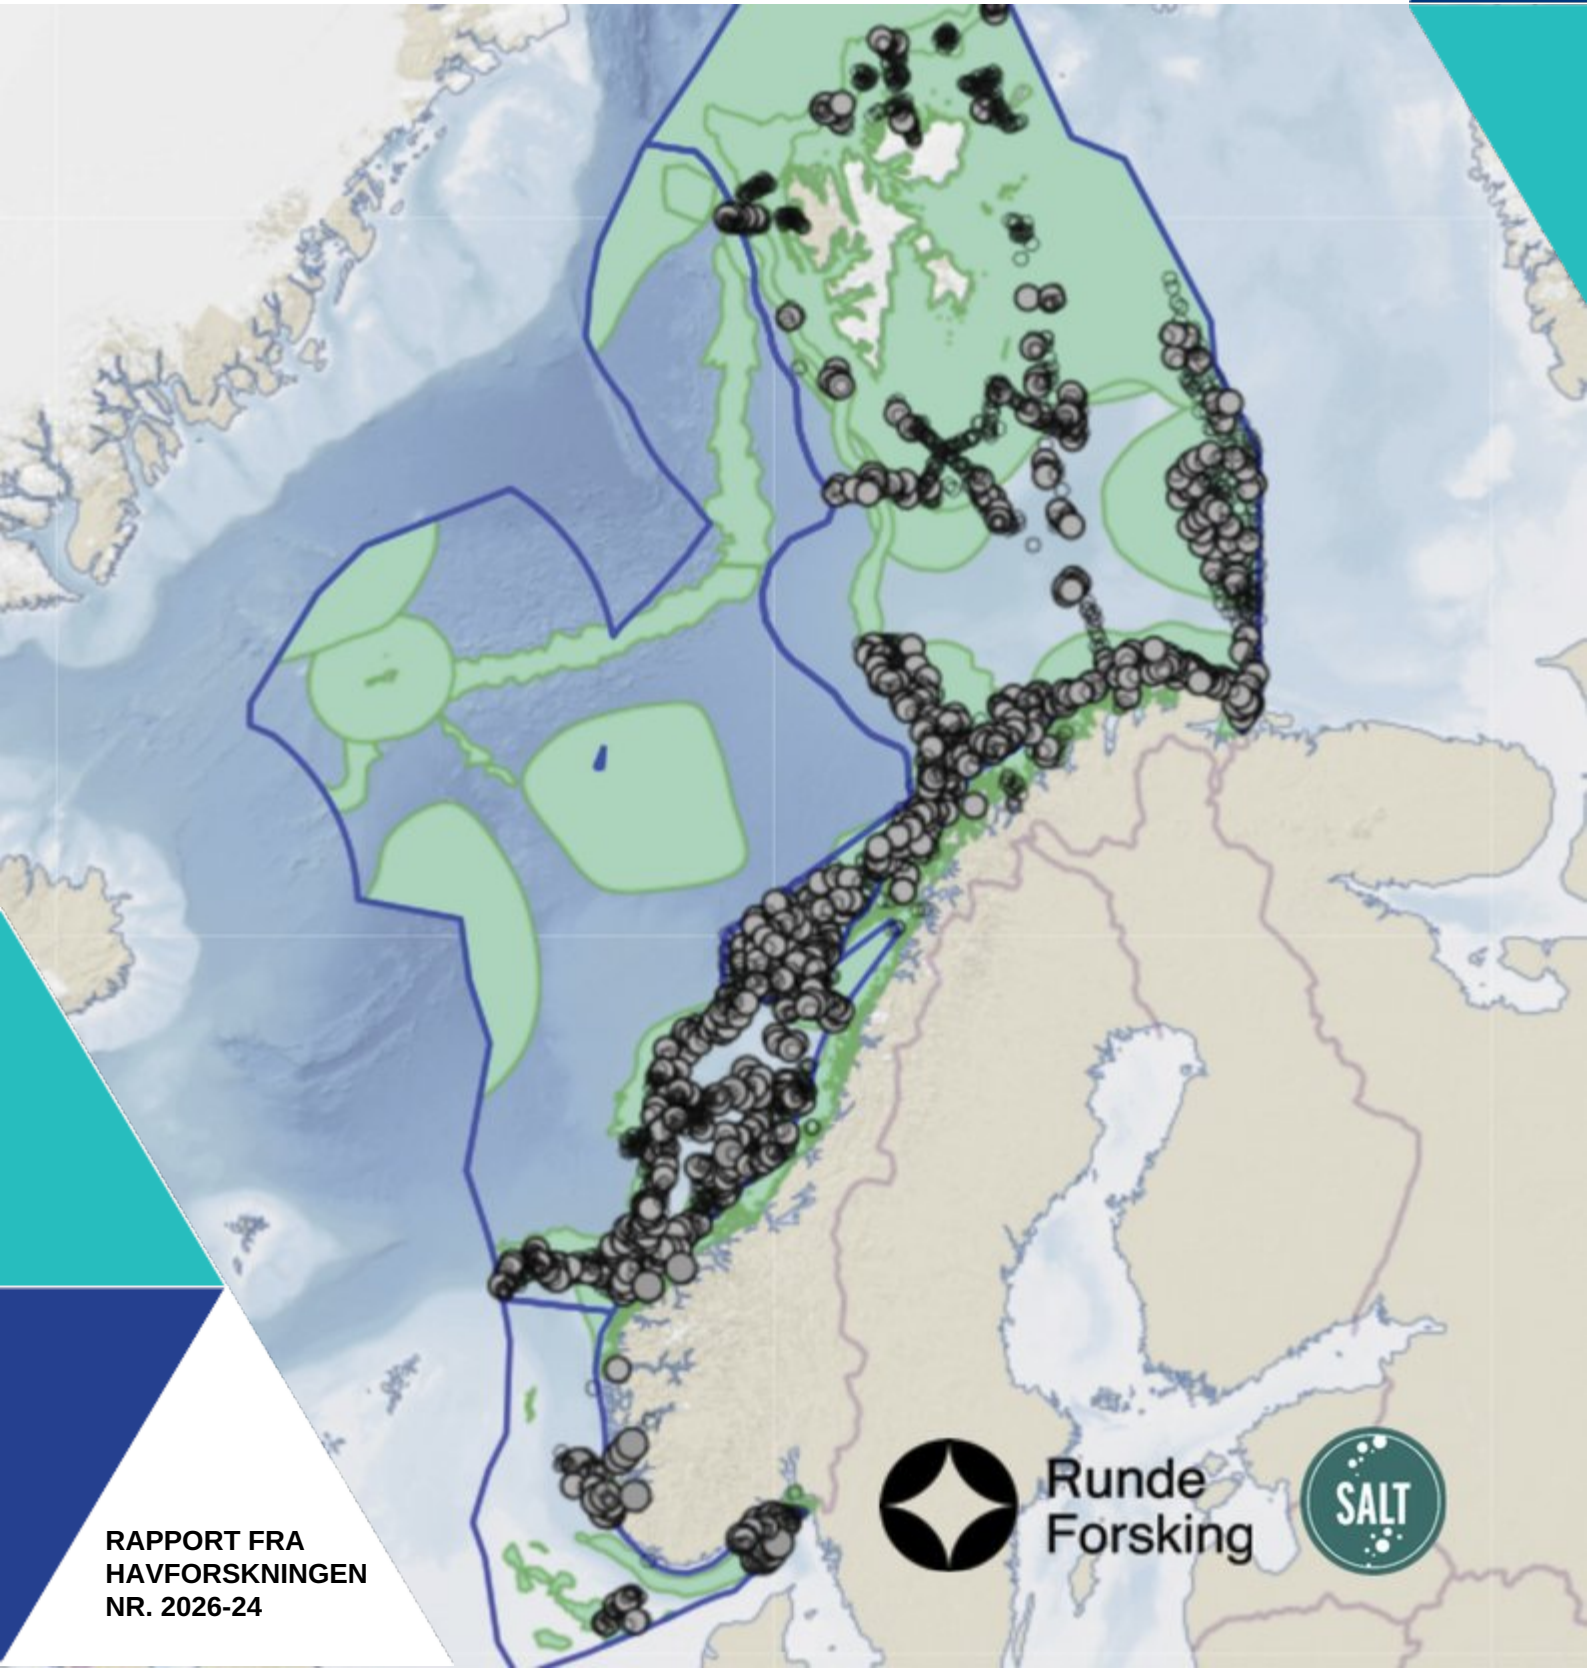 Runde
Forsking
SALT
RAPPORT FRA
HAVFORSKNINGEN
NR. 2026-24